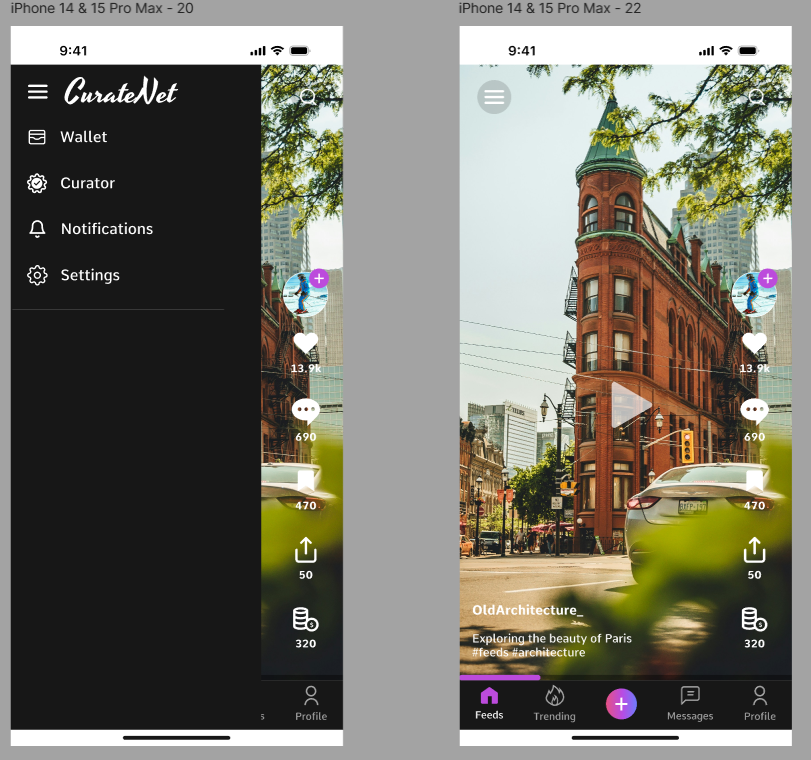 iPhone 14 & 15 Pro Max - 20
9:41
CurateNet
Wallet
Curator
Notifications
Settings
13.9k
690
470
50
320
s
Profile
iPhone 14 & 15 Pro Max - 22
9:41
13.9k
690
470
50
320
OldArchitecture_
Exploring the beauty of Paris
#feeds #architecture
Feeds
Trending
Messages
Profile